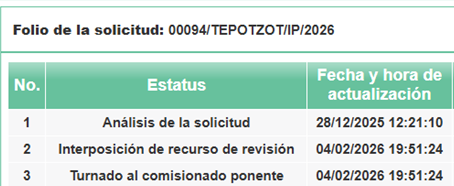 Folio de la solicitud: 00094/TEPOTZOT/IP/2026
No. Estatus Fecha y hora de actualización
1 Análisis de la solicitud 28/12/2025 12:21:10
2 Interposición de recurso de revisión 04/02/2026 19:51:24
3 Turnado al comisionado ponente 04/02/2026 19:51:24